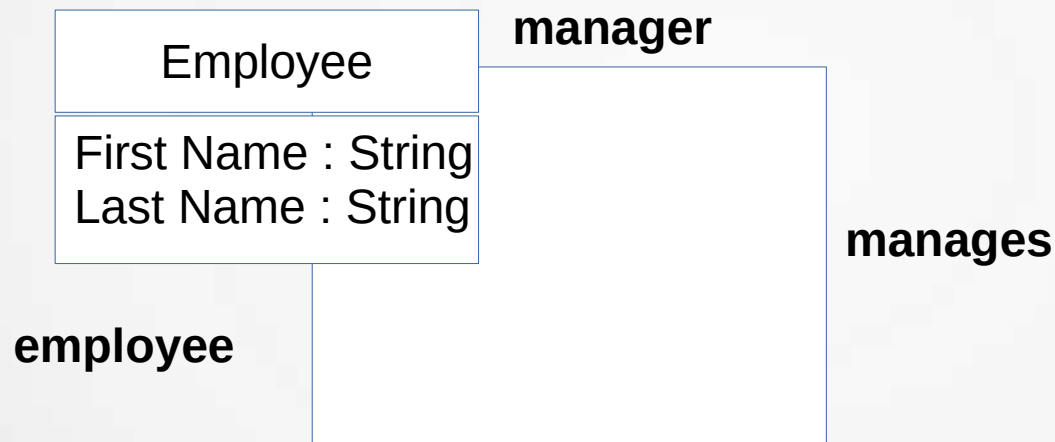 manager
Employee
First Name : String
Last Name : String
manages
employee